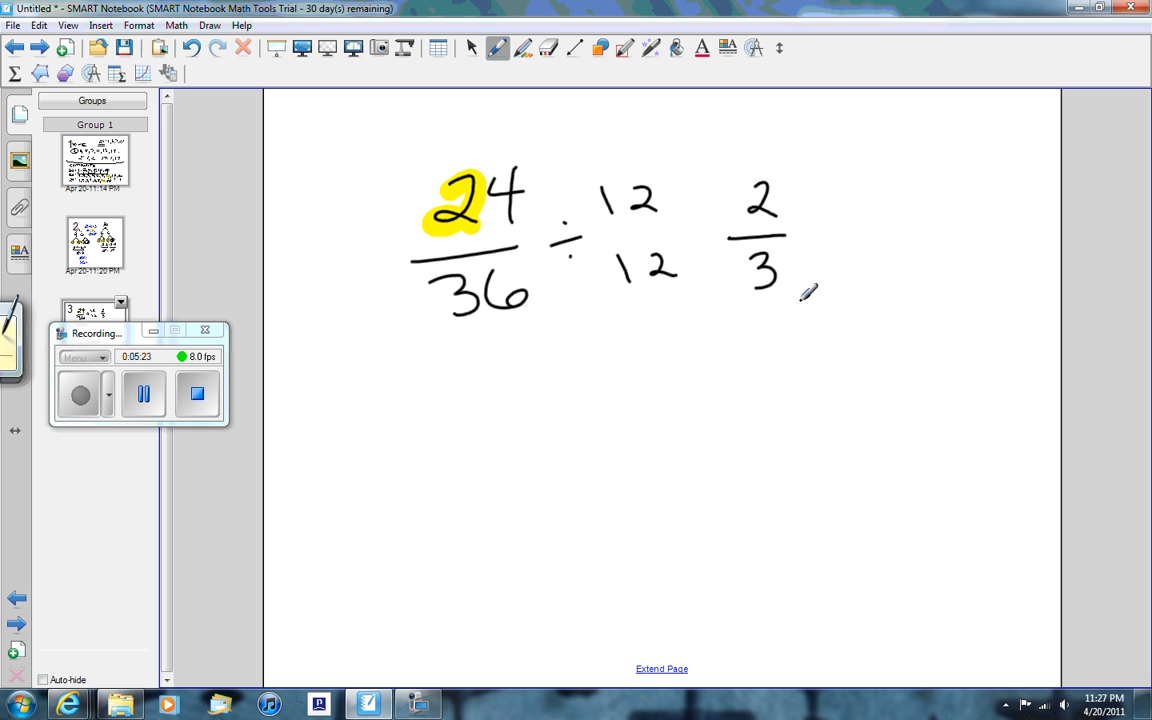 Untitled * - SMART Notebook (SMART Notebook Math Tools Trial - 30 day(s) remaining)
File Edit View Insert Format Math Draw Help
Groups
Group 1
Apr 20-11:14 PM
Apr 20-11:20 PM
3
Recording...
Menu 0:05:23 8.0 fps
24 ÷ 12 2
36 12 3
Extend Page
Auto-hide
11:27 PM
4/20/2011